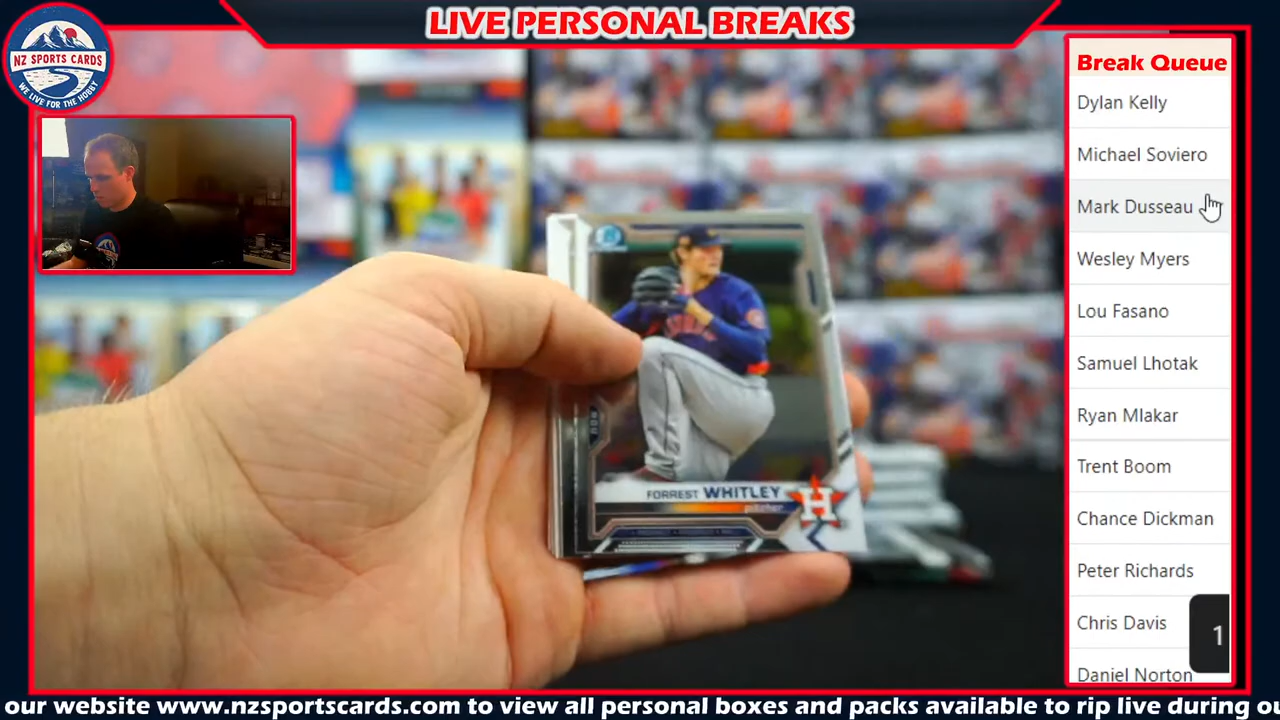 LIVE PERSONAL BREAKS
NZ SPORTS CARDS
WE LIVE FOR THE HOBBY
Break Queue
Dylan Kelly
Michael Soviero
Mark Dusseau
Wesley Myers
Lou Fasano
Samuel Lhotak
Ryan Mlakar
Trent Boom
Chance Dickman
Peter Richards
Chris Davis
1
Daniel Norton
FORREST WHITLEY
pitcher
H
our website www.nzsportscards.com to view all personal boxes and packs available to rip live during ou